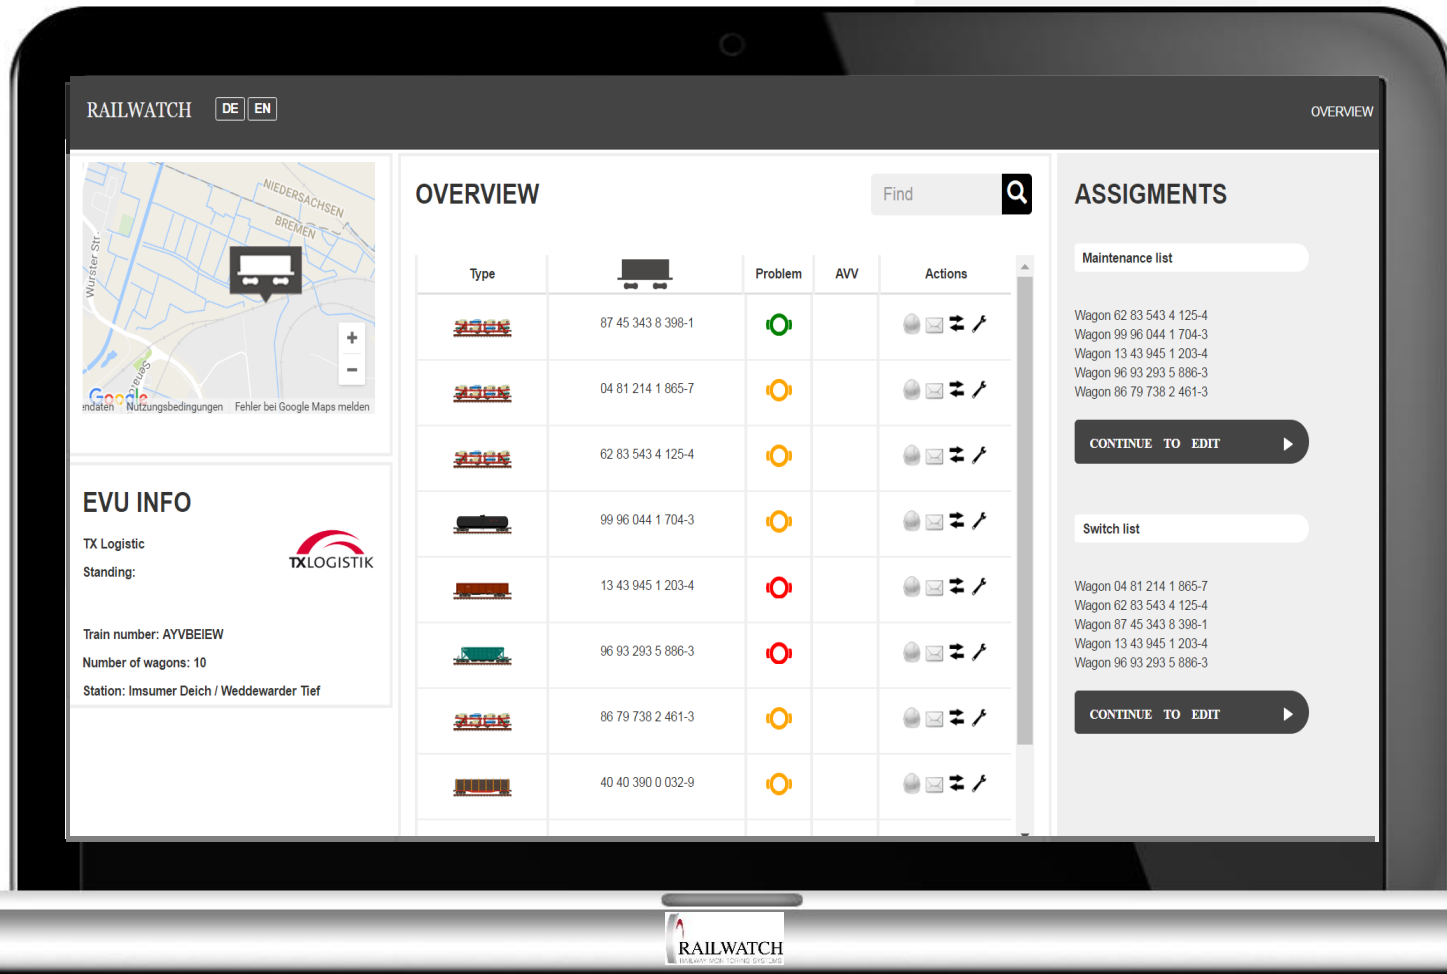 RAILWATCH
DE EN
OVERVIEW
NIEDERSACHSEN
BREMEN
Wurster Str.
Google
Nutzungsbedingungen Fehler bei Google Maps melden
EVU INFO
TX Logistic
Standing:
TXLOGISTIK
Train number: AYVBEIEW
Number of wagons: 10
Station: Imsumer Deich / Weddewarder Tief
OVERVIEW
Find
Type Problem AVV Actions
87 45 343 8 398-1
04 81 214 1 865-7
62 83 543 4 125-4
99 96 044 1 704-3
13 43 945 1 203-4
96 93 293 5 886-3
86 79 738 2 461-3
40 40 390 0 032-9
ASSIGMENTS
Maintenance list
Wagon 62 83 543 4 125-4
Wagon 99 96 044 1 704-3
Wagon 13 43 945 1 203-4
Wagon 96 93 293 5 886-3
Wagon 86 79 738 2 461-3
CONTINUE TO EDIT
Switch list
Wagon 04 81 214 1 865-7
Wagon 62 83 543 4 125-4
Wagon 87 45 343 8 398-1
Wagon 13 43 945 1 203-4
Wagon 96 93 293 5 886-3
CONTINUE TO EDIT
RAILWATCH
RAILWAY MONITORING SYSTEMS